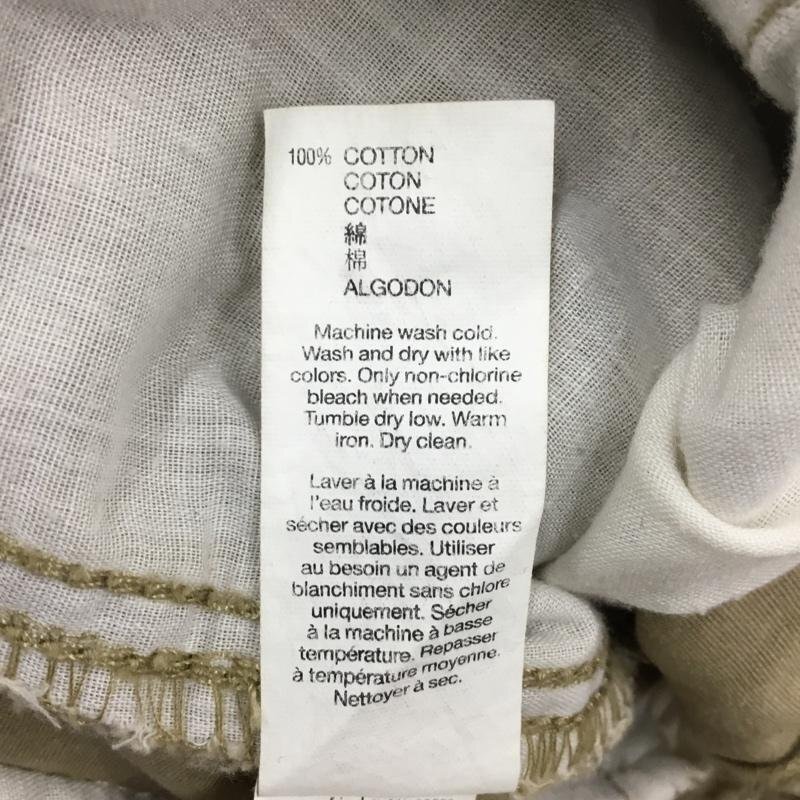 100% COTTON
COTON
COTONE
綿
棉
ALGODON
Machine wash cold.
Wash and dry with like
colors. Only non-chlorine
bleach when needed.
Tumble dry low. Warm
iron. Dry clean.
Laver à la machine à
l'eau froide. Laver et
sécher avec des couleurs
semblables. Utiliser
au besoin un agent de
blanchiment sans chlore
uniquement. Sécher
à la machine à basse
température. Repasser
à température moyenne.
Nettoyer à sec.